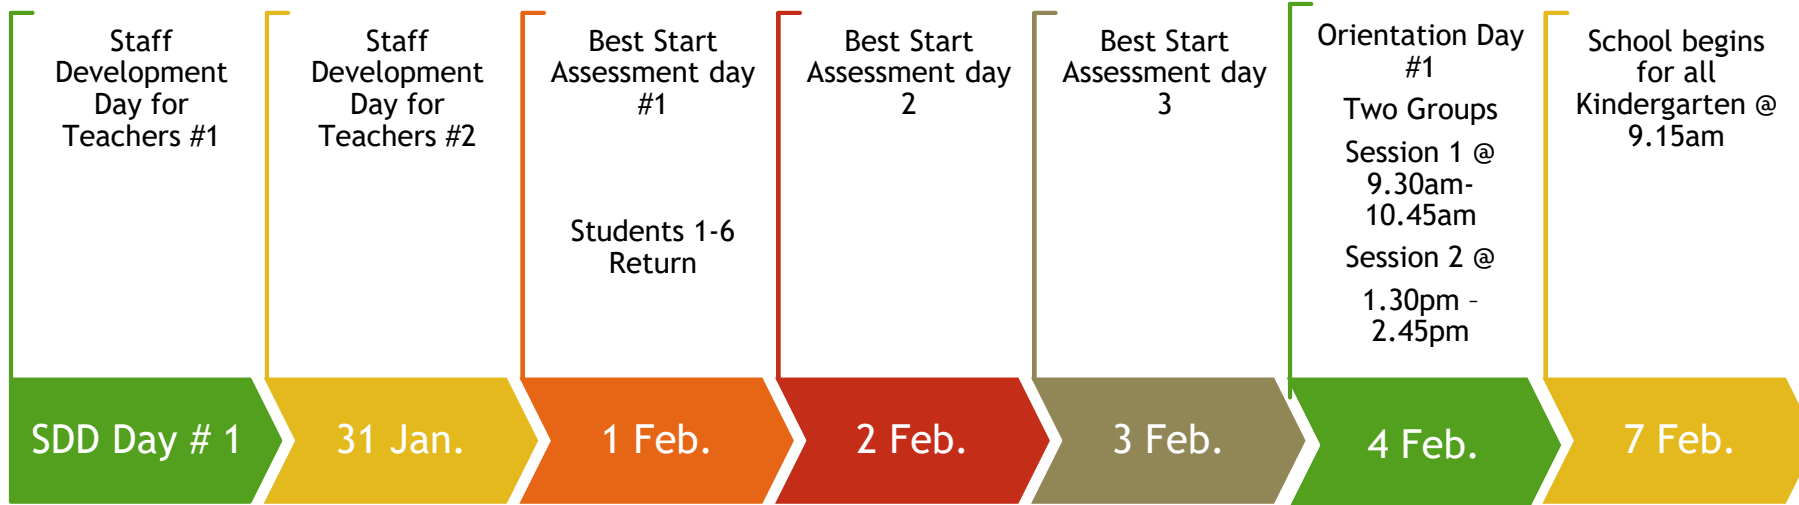 Staff
Development
Day for
Teachers #1
Staff
Development
Day for
Teachers #2
Best Start
Assessment day
#1
Students 1-6
Return
Best Start
Assessment day
2
Best Start
Assessment day
3
Orientation Day
#1
Two Groups
Session 1 @
9.30am-
10.45am
Session 2 @
1.30pm –
2.45pm
School begins
for all
Kindergarten @
9.15am
SDD Day # 1
31 Jan.
1 Feb.
2 Feb.
3 Feb.
4 Feb.
7 Feb.